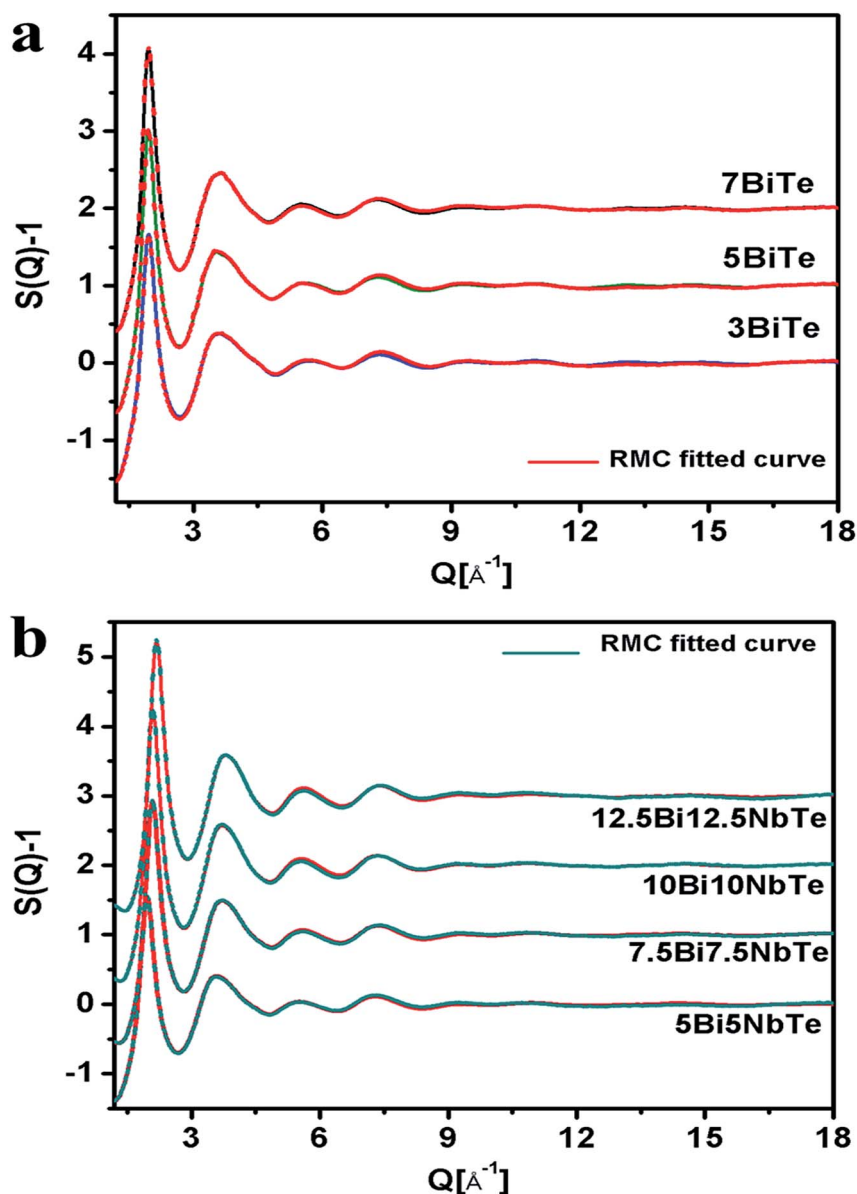 a
4
3
2
1
0
-1
S(Q)-1
7BiTe
5BiTe
3BiTe
RMC fitted curve
3 6 9 12 15 18
Q[Å-1]
b
5
4
3
2
1
0
-1
S(Q)-1
RMC fitted curve
12.5Bi12.5NbTe
10Bi10NbTe
7.5Bi7.5NbTe
5Bi5NbTe
3 6 9 12 15 18
Q[Å-1]